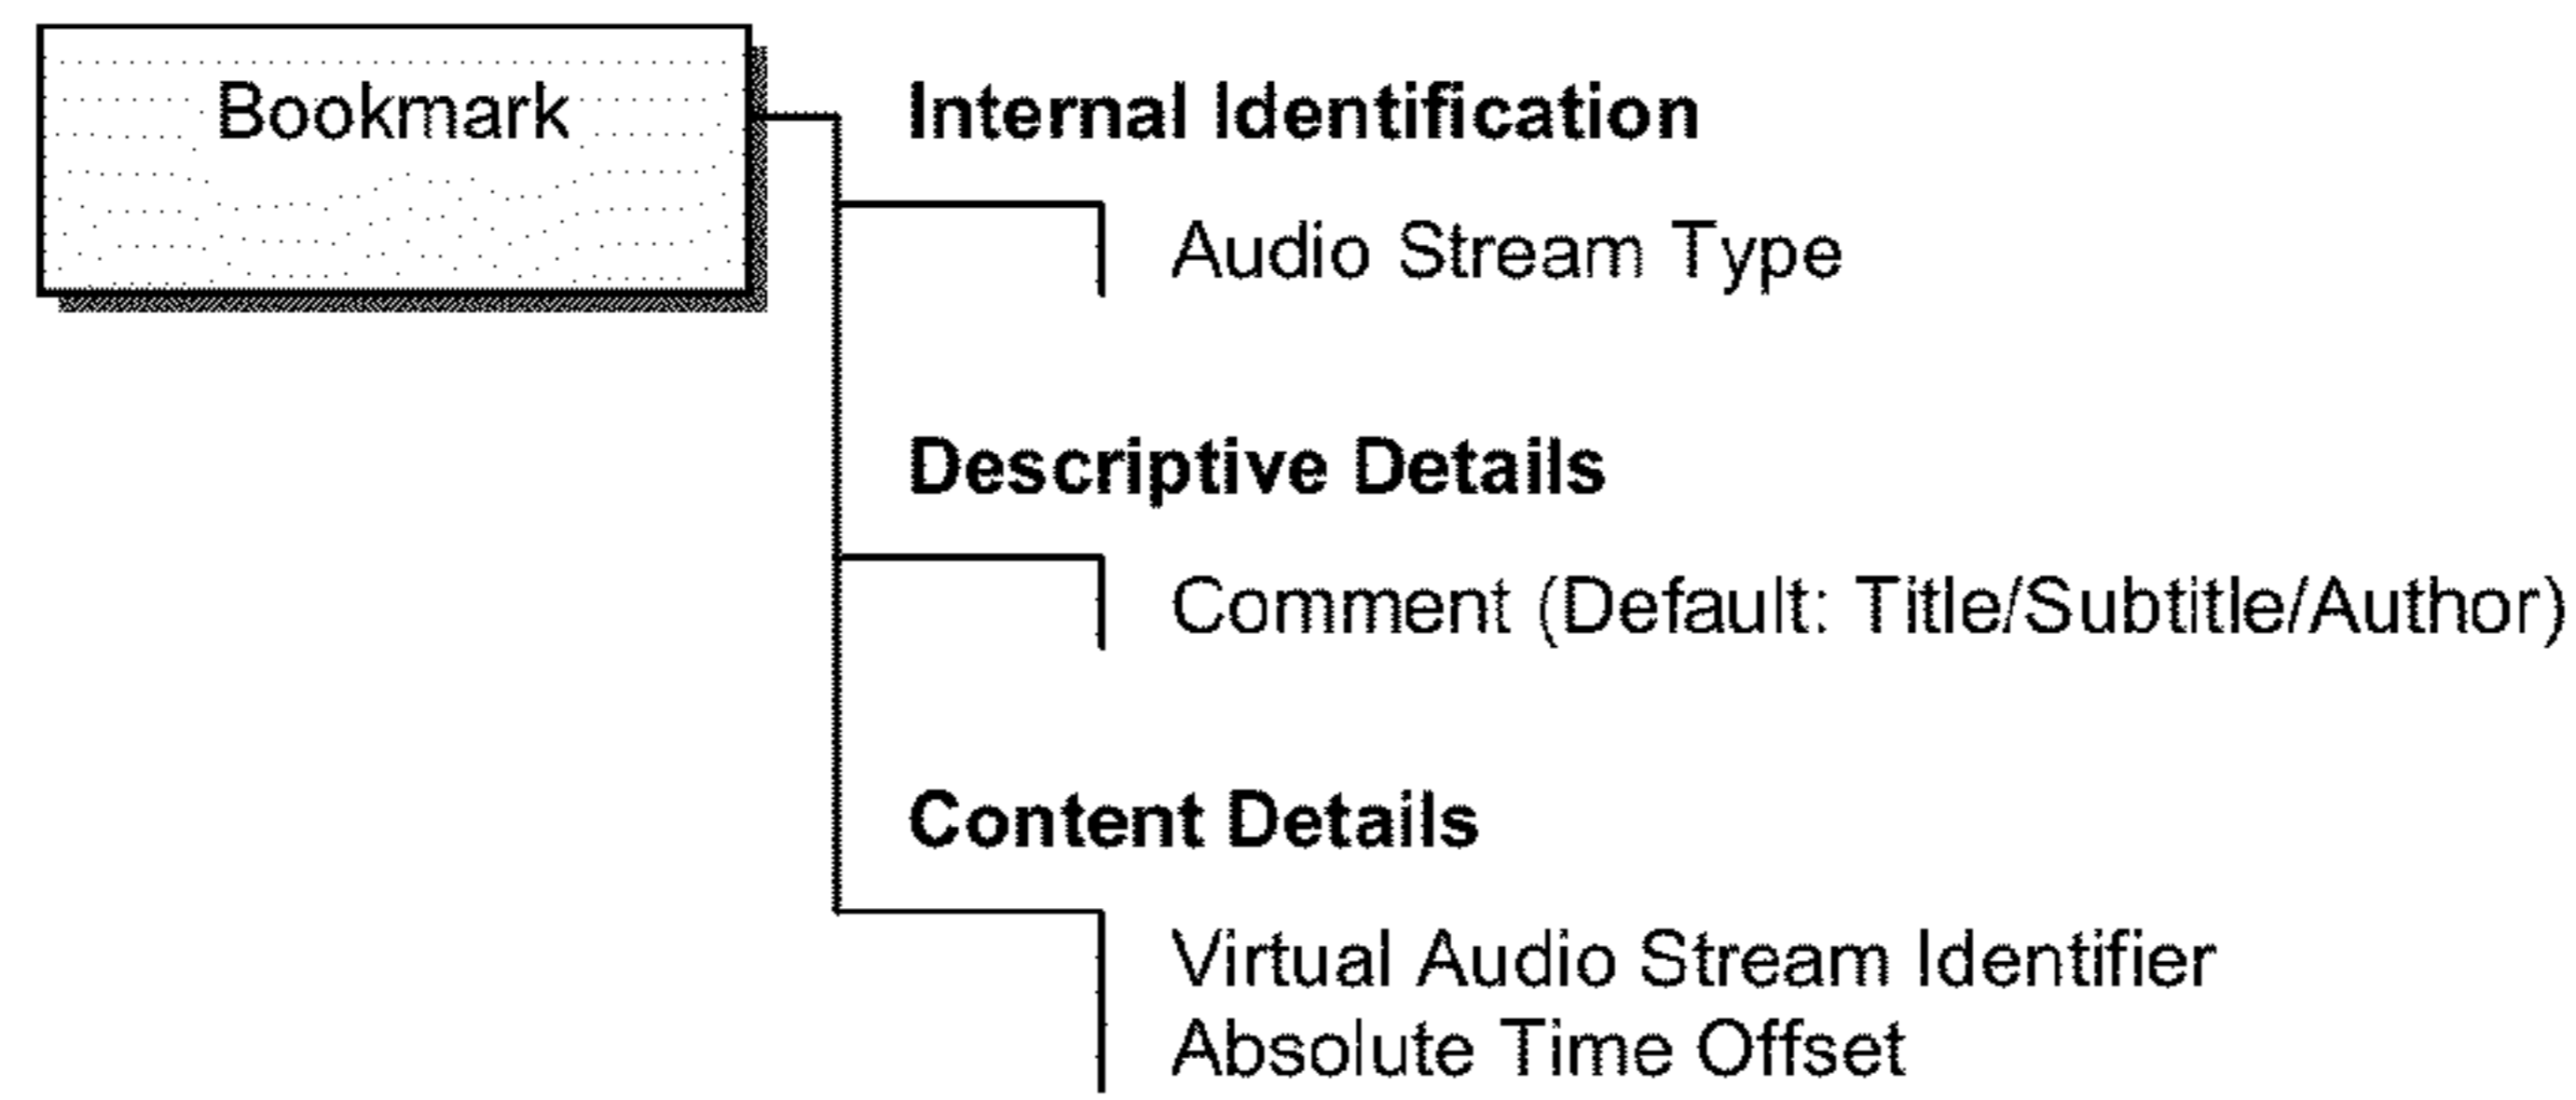 Bookmark
Internal Identification
Audio Stream Type
Descriptive Details
Comment (Default: Title/Subtitle/Author)
Content Details
Virtual Audio Stream Identifier
Absolute Time Offset